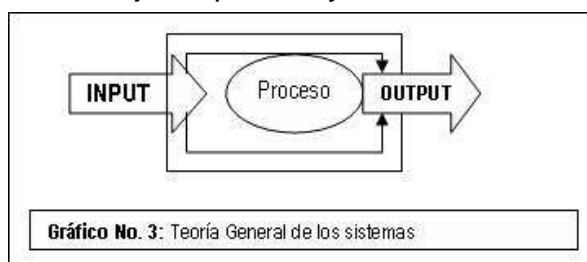 INPUT
Proceso
OUTPUT
Gráfico No. 3: Teoría General de los sistemas